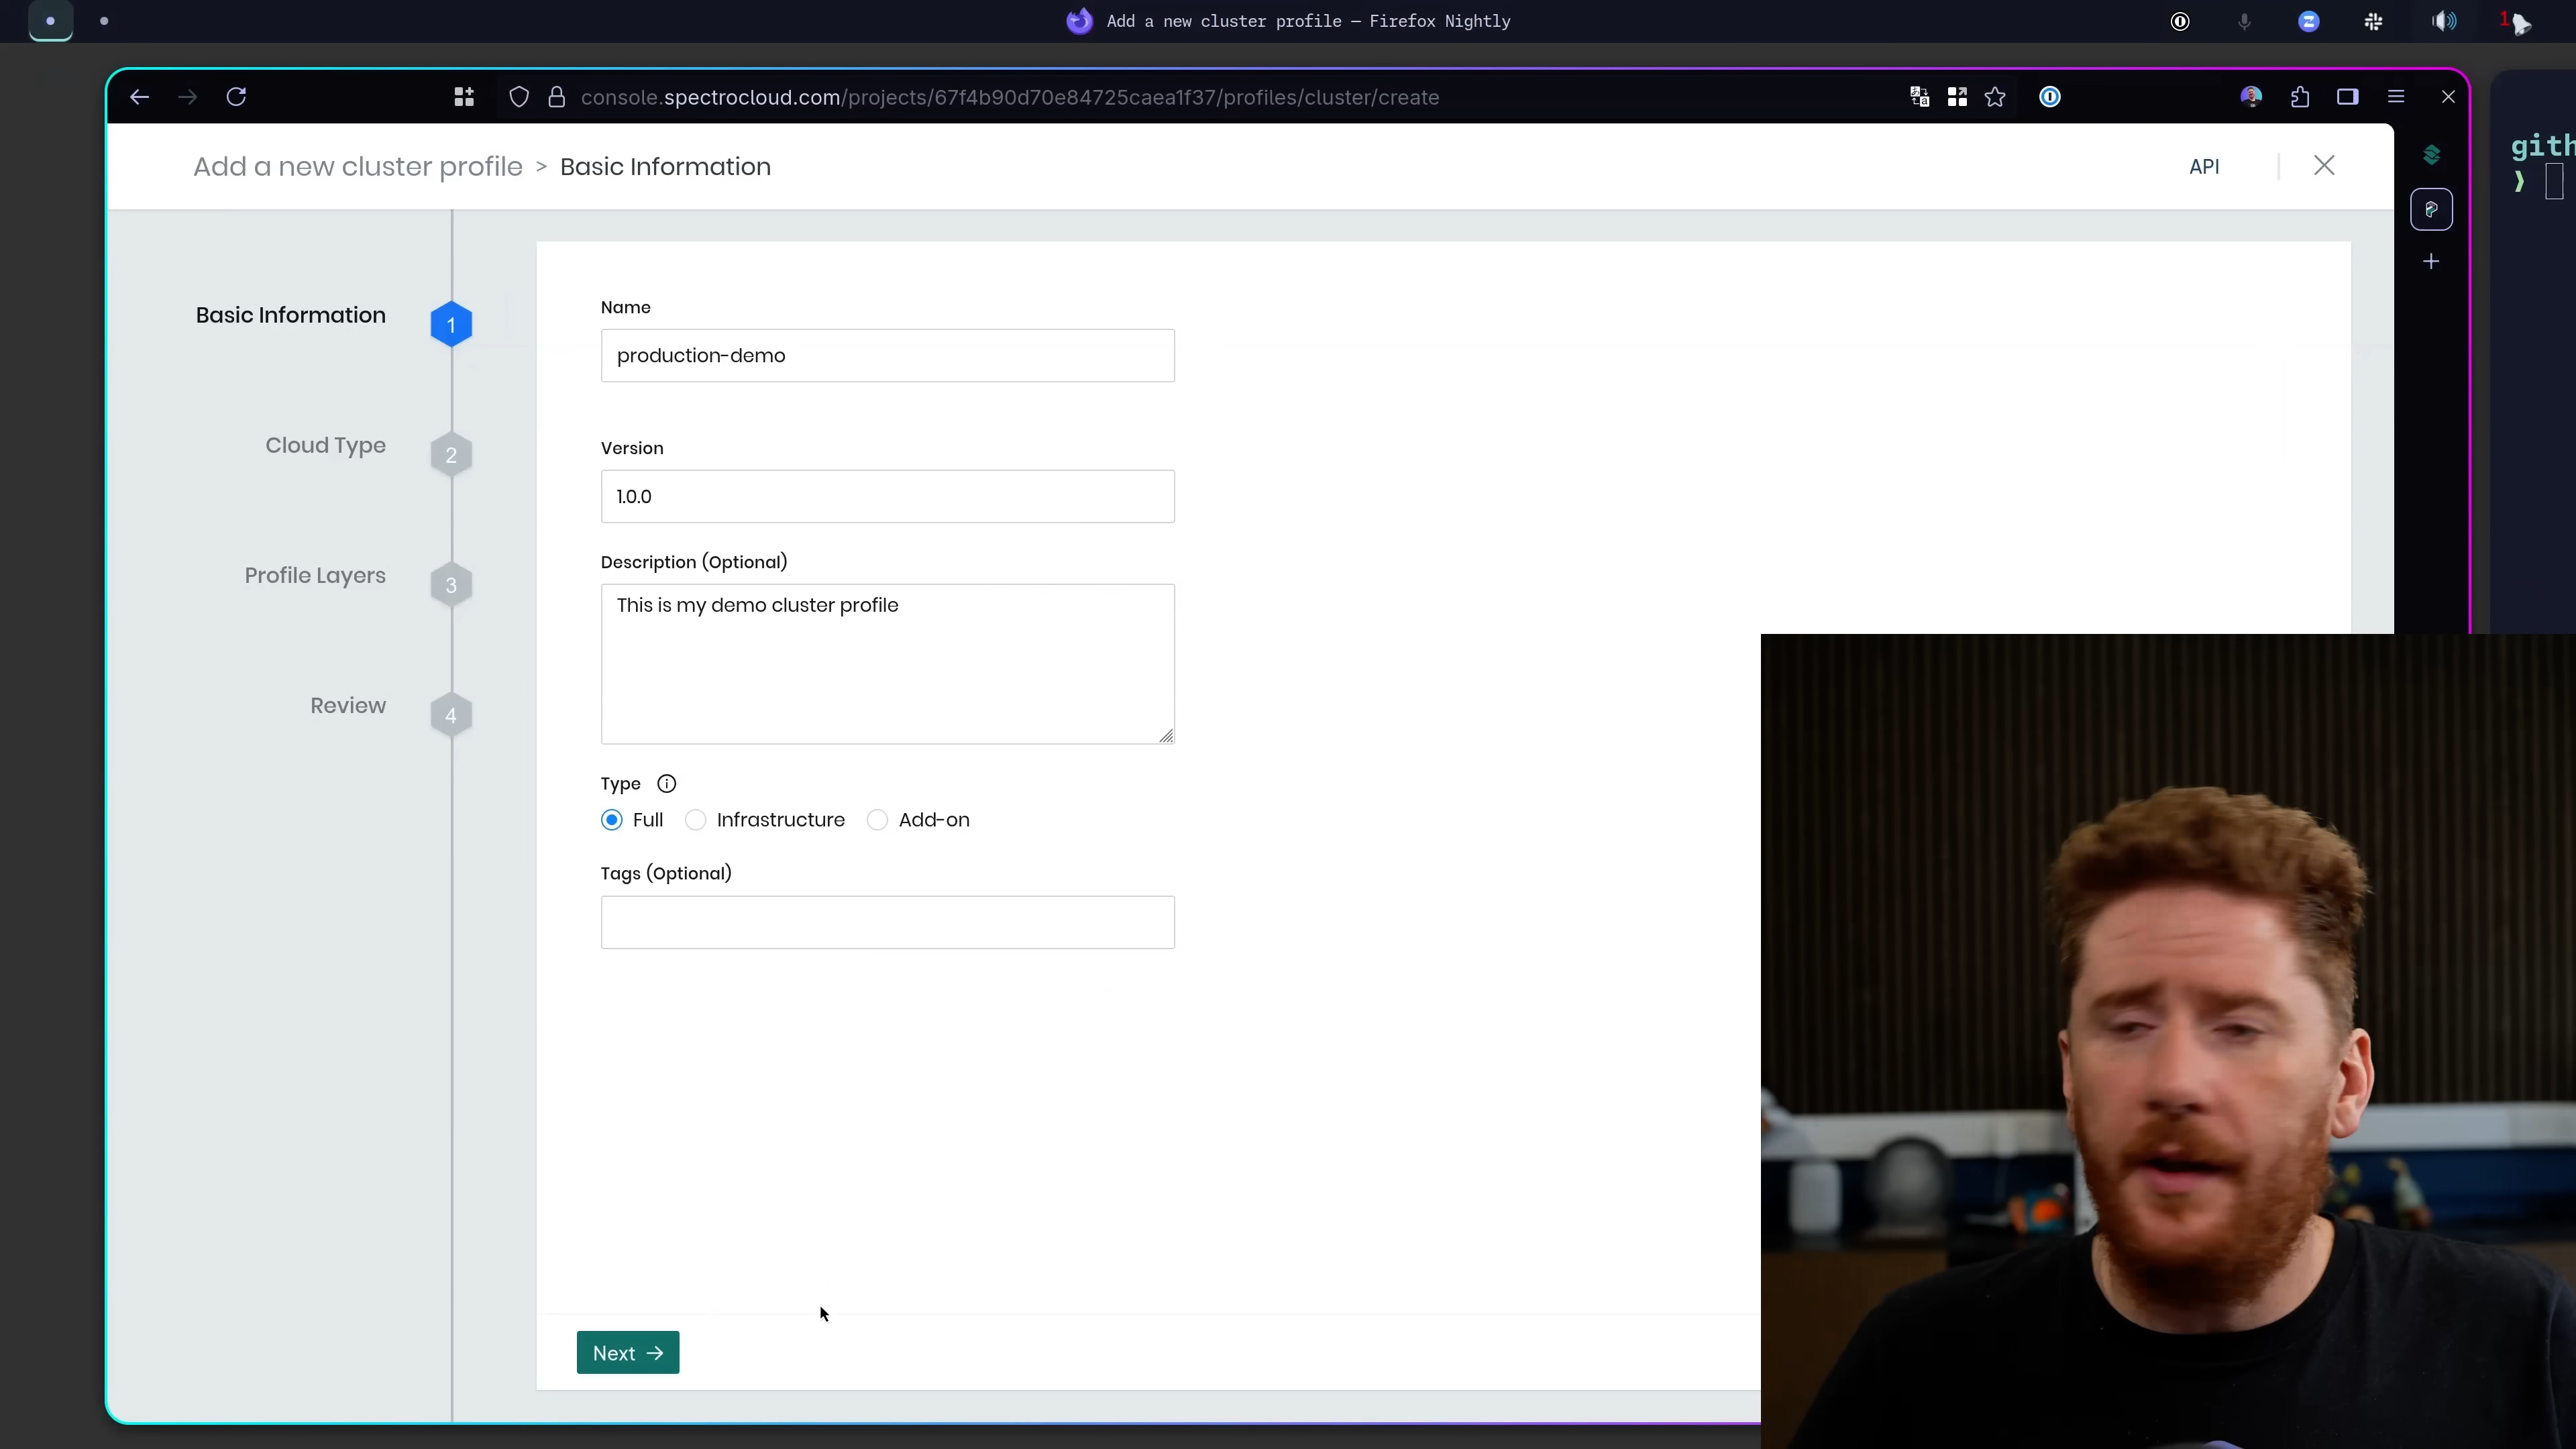 Add a new cluster profile — Firefox Nightly
1
console.spectrocloud.com/projects/67f4b90d70e84725caea1f37/profiles/cluster/create
Add a new cluster profile > Basic Information
API
gith
❯
Basic Information
1
Cloud Type
2
Profile Layers
3
Review
4
Name
production-demo
Version
1.0.0
Description (Optional)
This is my demo cluster profile
Type
Full
Infrastructure
Add-on
Tags (Optional)
Next →